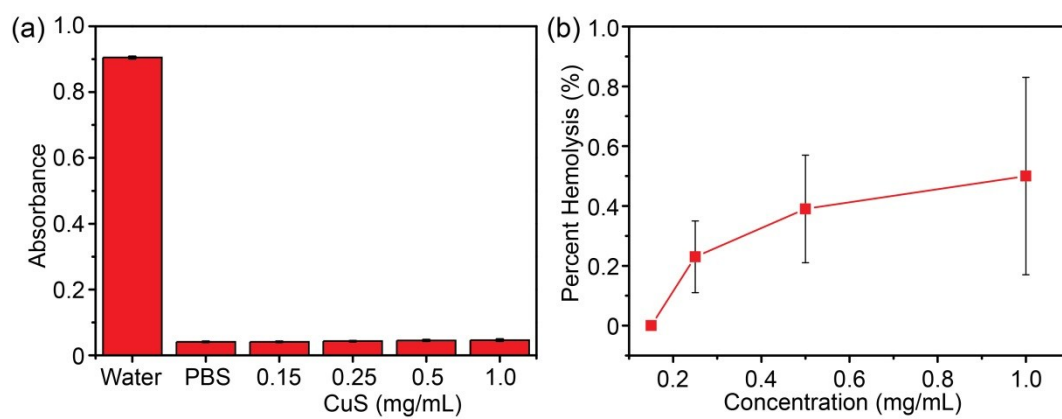 (a)
Absorbance
1.0
0.8
0.6
0.4
0.2
0
Water PBS 0.15 0.25 0.5 1.0
CuS (mg/mL)
(b)
Percent Hemolysis (%)
1.0
0.8
0.6
0.4
0.2
0
0.2 0.4 0.6 0.8 1.0
Concentration (mg/mL)